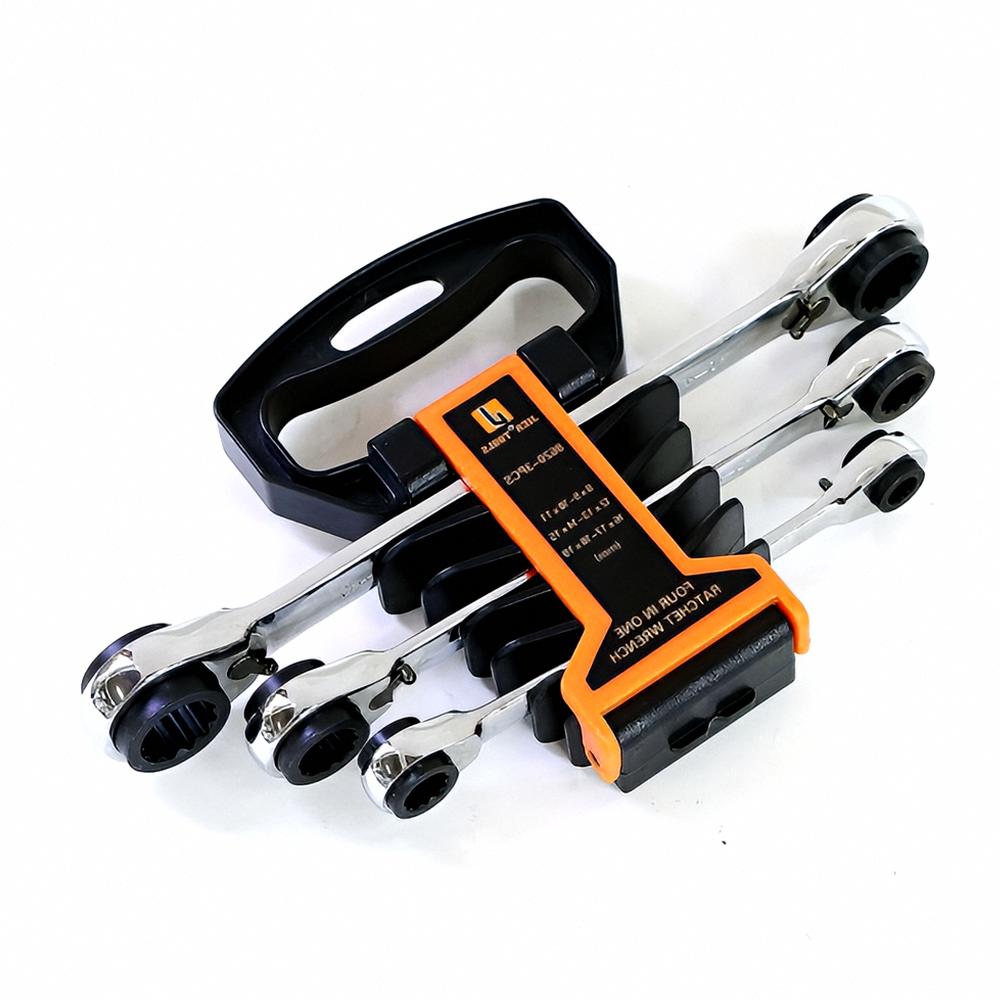 JIER® TOOLS
8620-3PCS
8×9-10×11
12×13-14×15
16×17-18×19
(mm)
FOUR IN ONE
RATCHET WRENCH